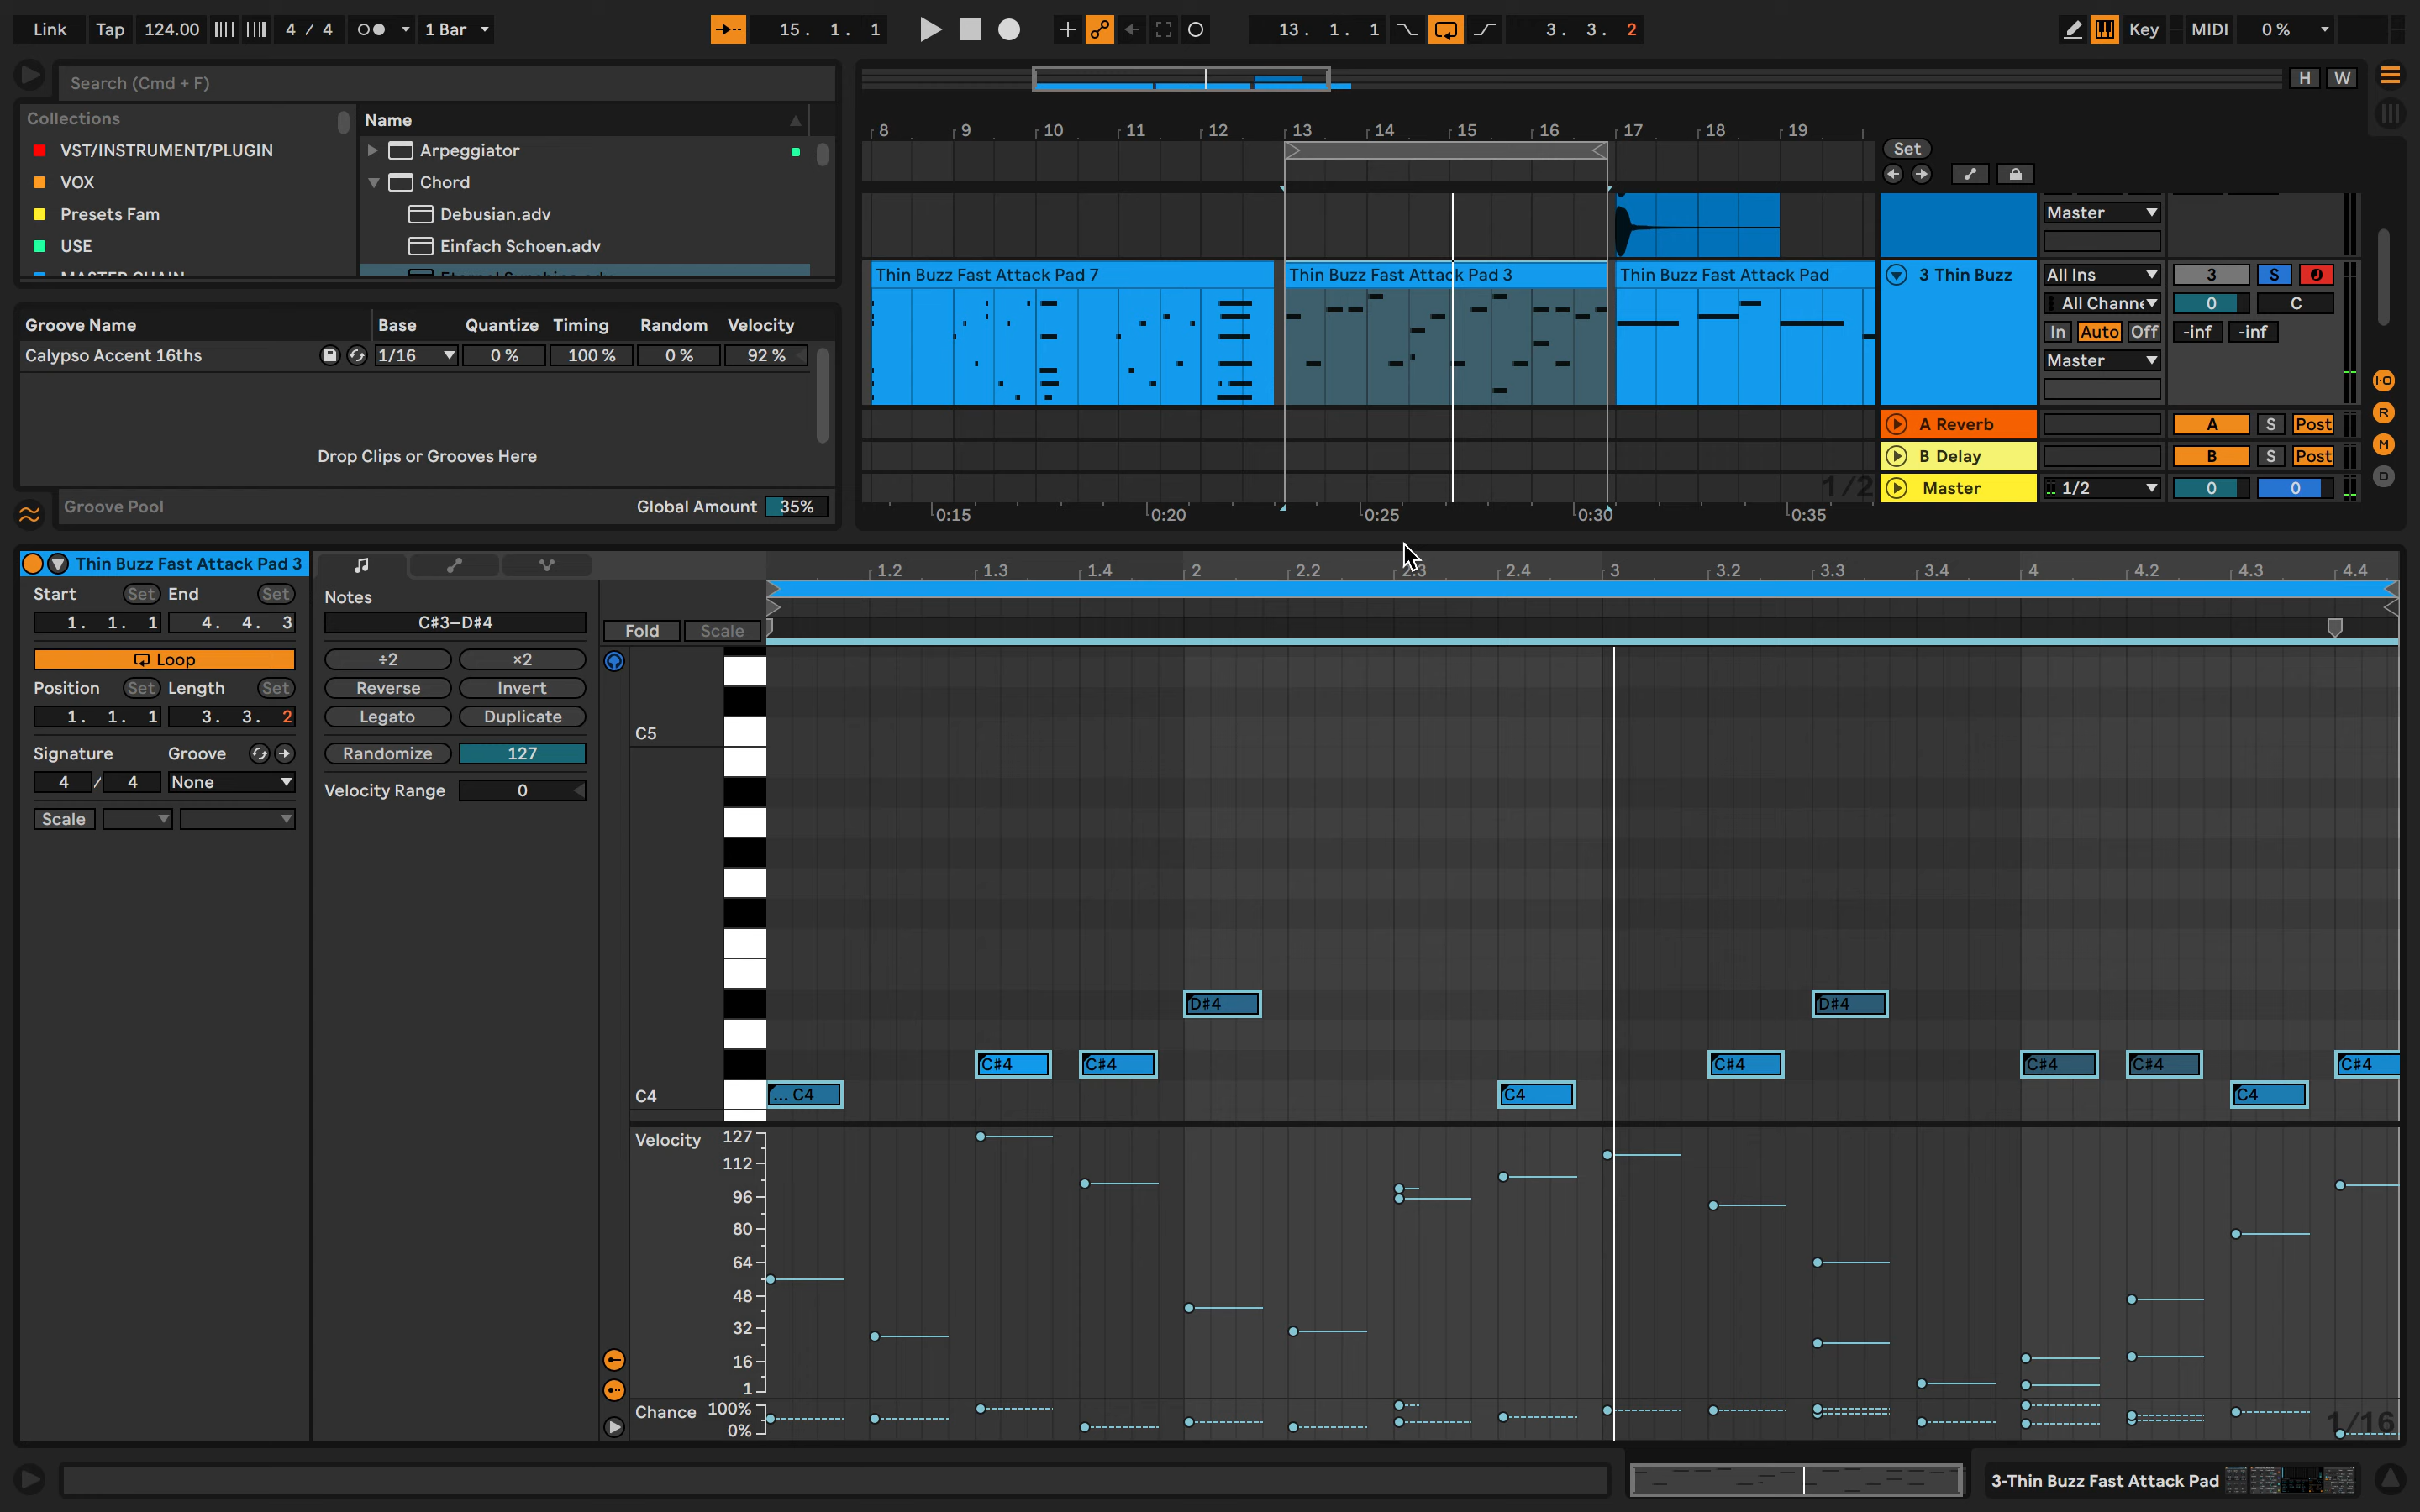 Link Tap 124.00 4 / 4 1 Bar 15. 1. 1 13. 1. 1 3. 3. 2 Key MIDI 0 %
Search (Cmd + F)
H W
Collections
VST/INSTRUMENT/PLUGIN
VOX
Presets Fam
USE
Name
Arpeggiator
Chord
Debusian.adv
Einfach Schoen.adv
8 9 10 11 12 13 14 15 16 17 18 19
Set
Master
Thin Buzz Fast Attack Pad 7
Thin Buzz Fast Attack Pad 3
Thin Buzz Fast Attack Pad
3 Thin Buzz
All Ins
3 S
All Channe
0 C
In Auto Off
-inf -inf
Master
A Reverb A S Post
B Delay B S Post
Master 1/2 0 0
1/2
0:15 0:20 0:25 0:30 0:35
I·O
R
M
D
Groove Name Base Quantize Timing Random Velocity
Calypso Accent 16ths 1/16 0 % 100 % 0 % 92 %
Drop Clips or Grooves Here
Groove Pool Global Amount 35%
Thin Buzz Fast Attack Pad 3
Start Set End Set
1. 1. 1 4. 4. 3
Loop
Position Set Length Set
1. 1. 1 3. 3. 2
Signature Groove
4 / 4 None
Scale
Notes
C#3–D#4
÷2 ×2
Reverse Invert
Legato Duplicate
Randomize 127
Velocity Range 0
1.2 1.3 1.4 2 2.2 2.3 2.4 3 3.2 3.3 3.4 4 4.2 4.3 4.4
Fold Scale
C5
D#4 D#4
C#4 C#4 C#4 C#4 C#4 C#4
C4
... C4 C4 C4
Velocity 127
112
96
80
64
48
32
16
1
Chance 100%
0%
1/16
3-Thin Buzz Fast Attack Pad